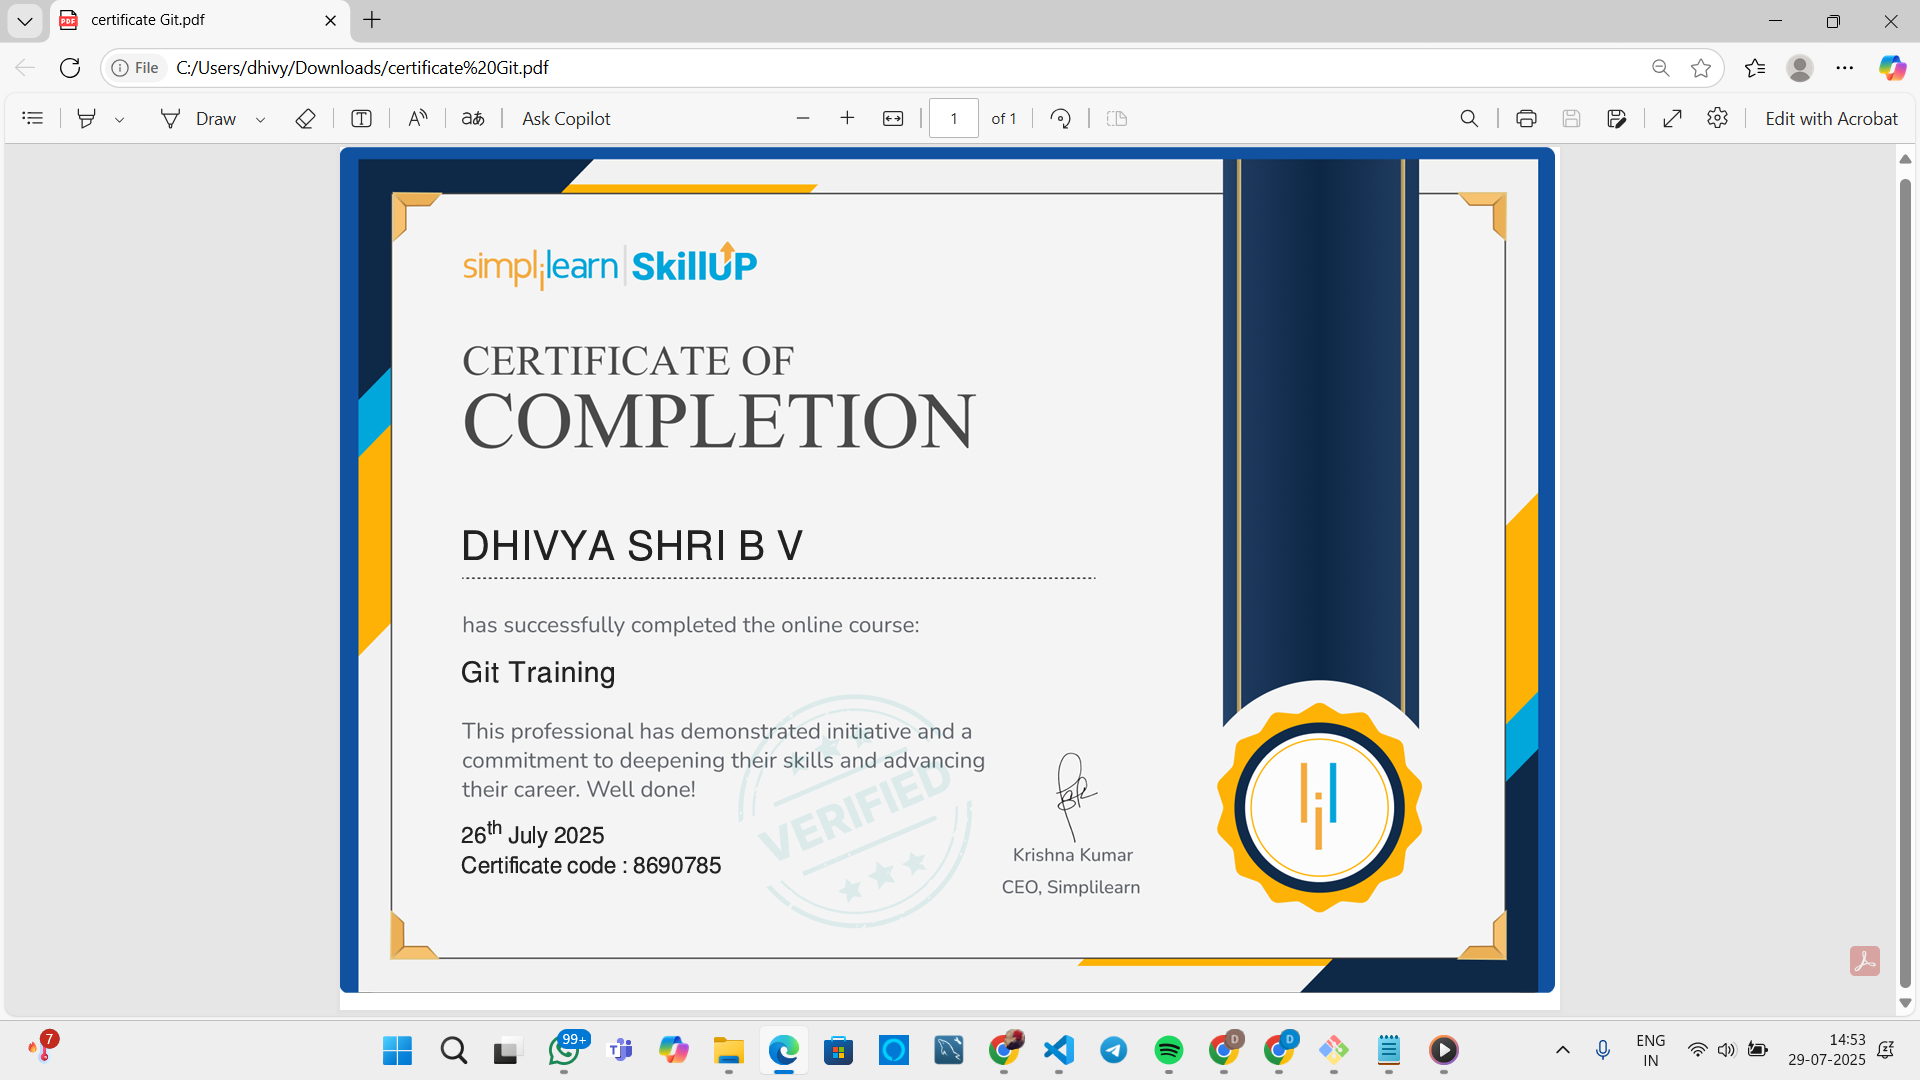 certificate Git.pdf
File
C:/Users/dhivy/Downloads/certificate%20Git.pdf
Draw
Ask Copilot
1
of 1
Edit with Acrobat
simplilearn | SkillUP
CERTIFICATE OF
COMPLETION
DHIVYA SHRI B V
has successfully completed the online course:
Git Training
This professional has demonstrated initiative and a
commitment to deepening their skills and advancing
their career. Well done!
26th July 2025
Certificate code : 8690785
VERIFIED
Krishna Kumar
CEO, Simplilearn
7
99+
D
D
ENG
IN
14:53
29-07-2025